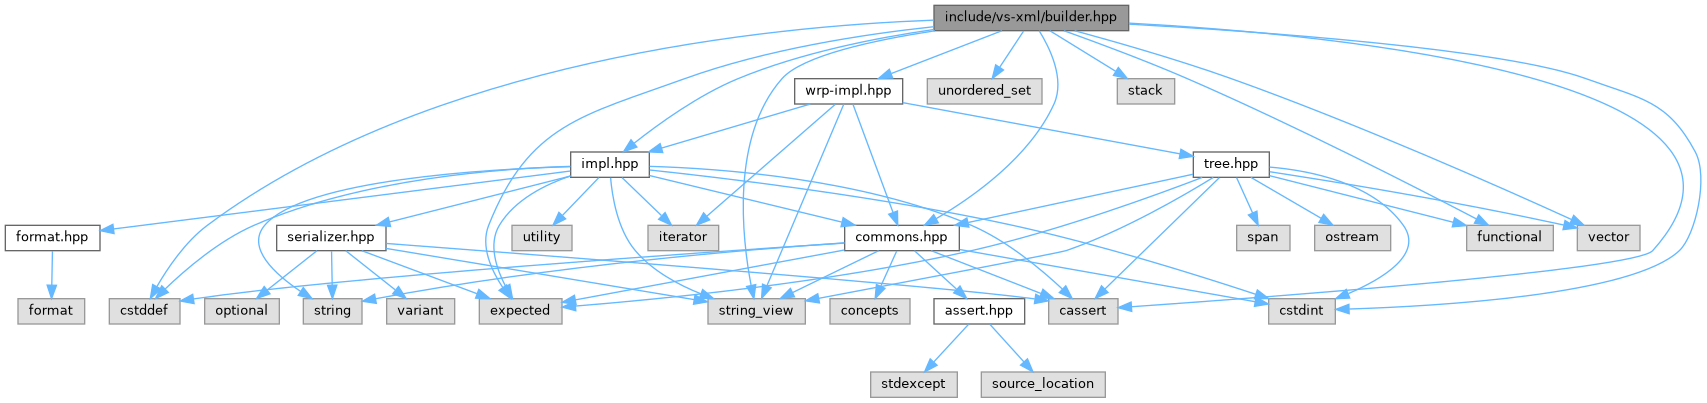 include/vs-xml/builder.hpp
wrp-impl.hpp
unordered_set
stack
impl.hpp
tree.hpp
format.hpp
serializer.hpp
utility
iterator
commons.hpp
span
ostream
functional
vector
format
cstddef
optional
string
variant
expected
string_view
concepts
assert.hpp
cassert
cstdint
stdexcept
source_location